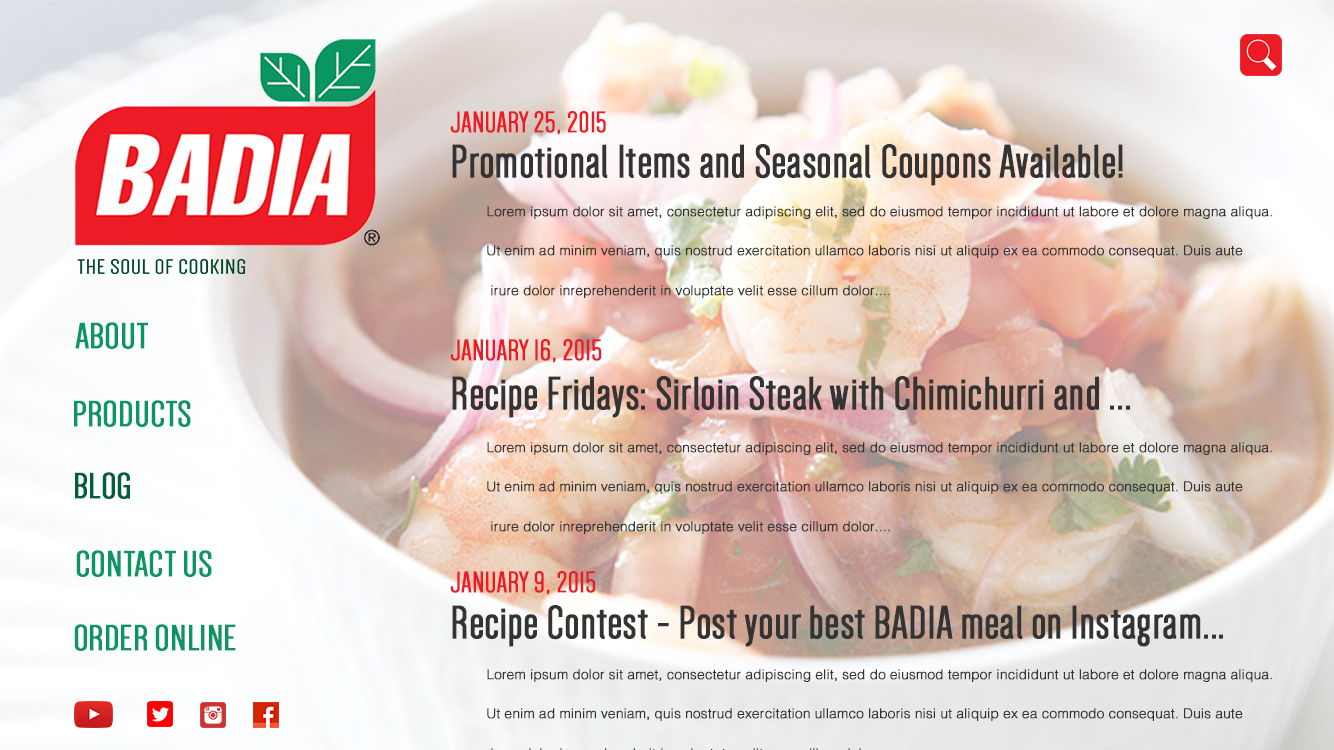 BADIA
®
THE SOUL OF COOKING
ABOUT
PRODUCTS
BLOG
CONTACT US
ORDER ONLINE
JANUARY 25, 2015
Promotional Items and Seasonal Coupons Available!
Lorem ipsum dolor sit amet, consectetur adipiscing elit, sed do eiusmod tempor incididunt ut labore et dolore magna aliqua.
Ut enim ad minim veniam, quis nostrud exercitation ullamco laboris nisi ut aliquip ex ea commodo consequat. Duis aute
irure dolor inreprehenderit in voluptate velit esse cillum dolor....
JANUARY 16, 2015
Recipe Fridays: Sirloin Steak with Chimichurri and ...
Lorem ipsum dolor sit amet, consectetur adipiscing elit, sed do eiusmod tempor incididunt ut labore et dolore magna aliqua.
Ut enim ad minim veniam, quis nostrud exercitation ullamco laboris nisi ut aliquip ex ea commodo consequat. Duis aute
irure dolor inreprehenderit in voluptate velit esse cillum dolor....
JANUARY 9, 2015
Recipe Contest - Post your best BADIA meal on Instagram...
Lorem ipsum dolor sit amet, consectetur adipiscing elit, sed do eiusmod tempor incididunt ut labore et dolore magna aliqua.
Ut enim ad minim veniam, quis nostrud exercitation ullamco laboris nisi ut aliquip ex ea commodo consequat. Duis aute